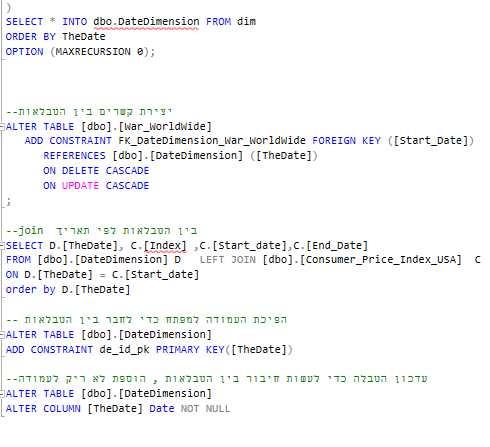 )
SELECT * INTO dbo.DateDimension FROM dim
ORDER BY TheDate
OPTION (MAXRECURSION 0);
--יצירת קשרים בין הטבלאות
ALTER TABLE [dbo].[War_WorldWide]
ADD CONSTRAINT FK_DateDimension_War_WorldWide FOREIGN KEY ([Start_Date])
REFERENCES [dbo].[DateDimension] ([TheDate])
ON DELETE CASCADE
ON UPDATE CASCADE
;
--join בין הטבלאות לפי תאריך
SELECT D.[TheDate], C.[Index] ,C.[Start_date],C.[End_Date]
FROM [dbo].[DateDimension] D LEFT JOIN [dbo].[Consumer_Price_Index_USA] C
ON D.[TheDate] = C.[Start_date]
order by D.[TheDate]
-- הפיכת העמודה למפתח כדי לחבר בין הטבלאות
ALTER TABLE [dbo].[DateDimension]
ADD CONSTRAINT de_id_pk PRIMARY KEY([TheDate])
--עדכון הטבלה כדי לעשות חיבור בין הטבלאות , הוספת לא ריק לעמודה
ALTER TABLE [dbo].[DateDimension]
ALTER COLUMN [TheDate] Date NOT NULL